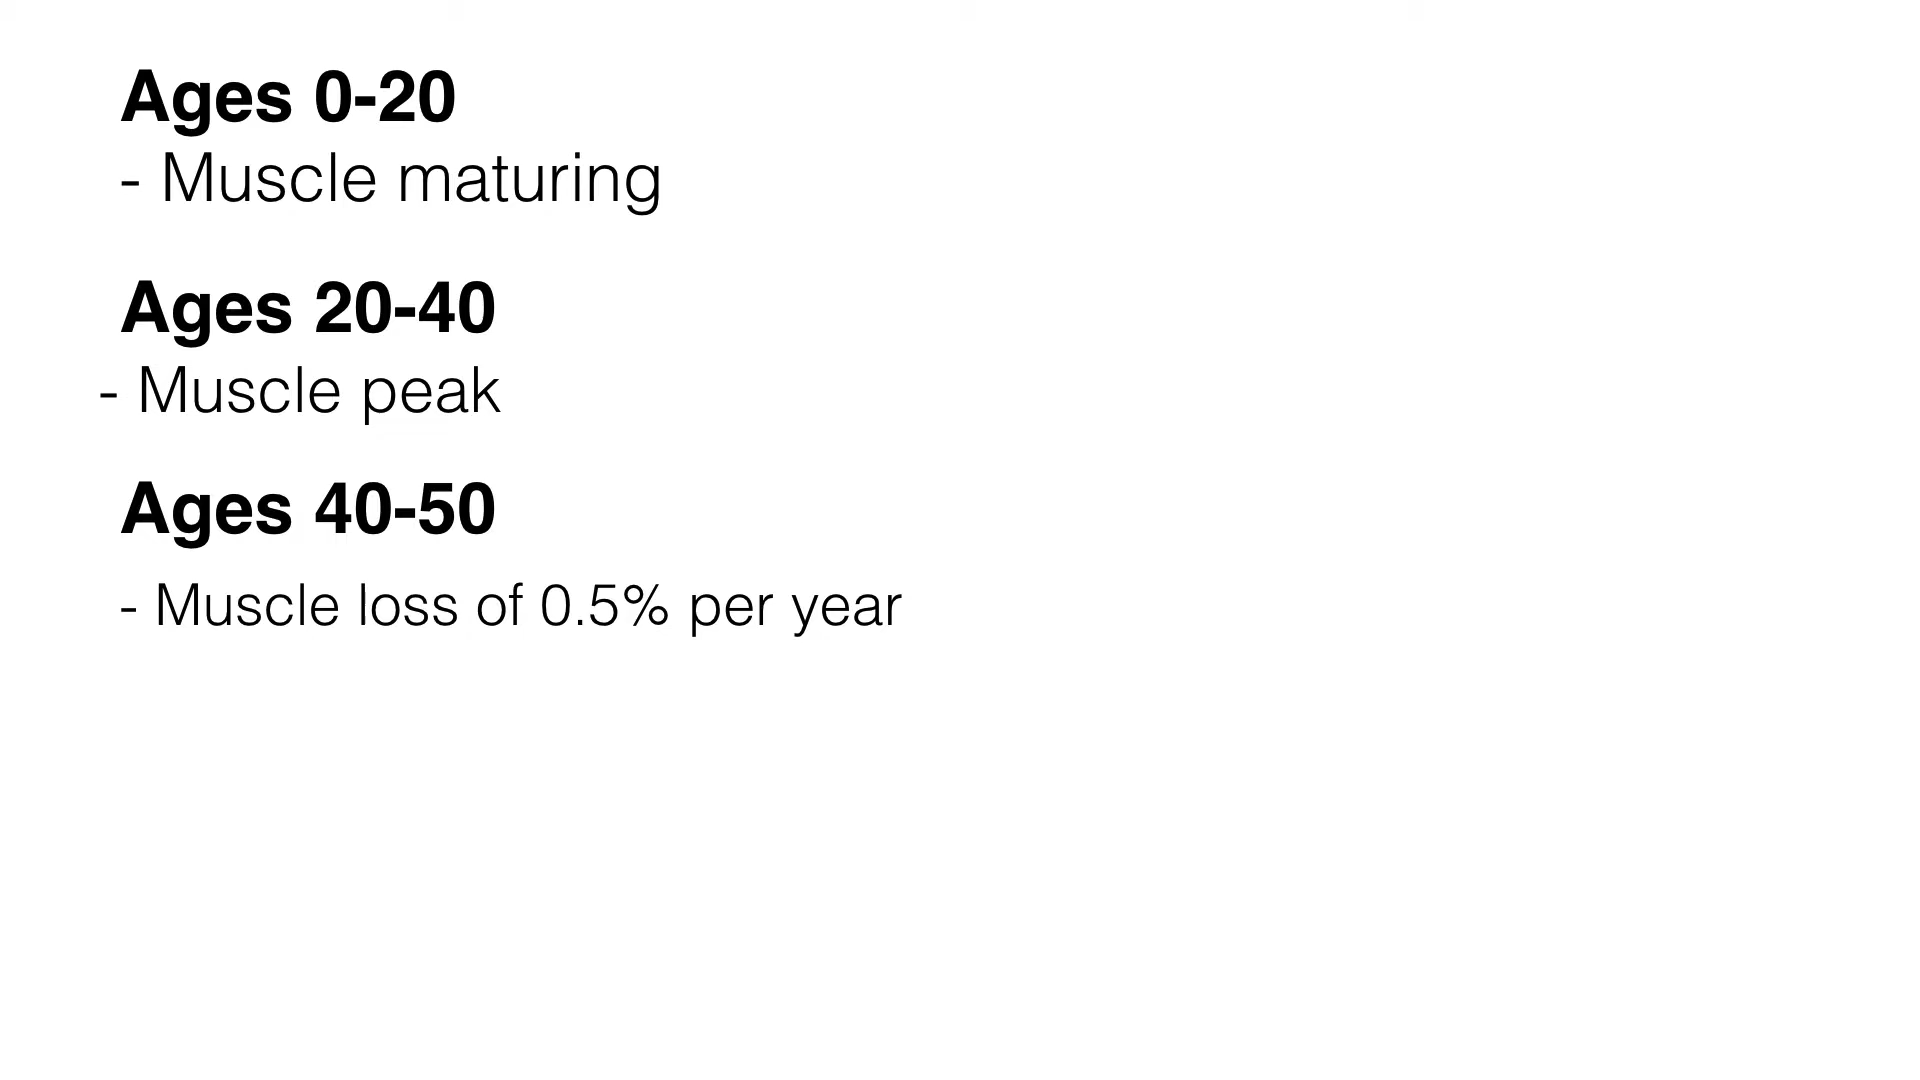 Ages 0-20
- Muscle maturing
Ages 20-40
- Muscle peak
Ages 40-50
- Muscle loss of 0.5% per year